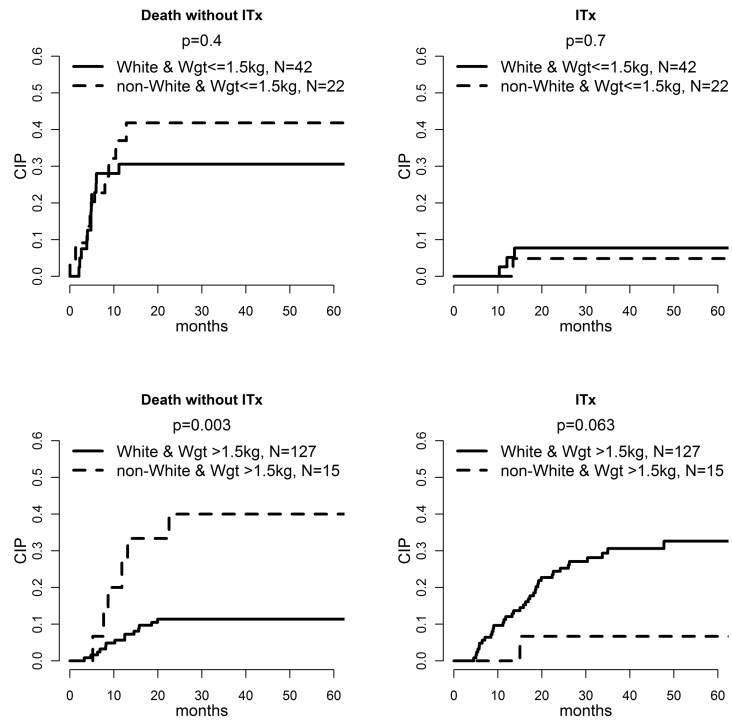 Death without ITx
p=0.4
White & Wgt<=1.5kg, N=42
non-White & Wgt<=1.5kg, N=22
CIP
0.0 0.1 0.2 0.3 0.4 0.5 0.6
0 10 20 30 40 50 60
months
ITx
p=0.7
White & Wgt<=1.5kg, N=42
non-White & Wgt<=1.5kg, N=22
CIP
0.0 0.1 0.2 0.3 0.4 0.5 0.6
0 10 20 30 40 50 60
months
Death without ITx
p=0.003
White & Wgt >1.5kg, N=127
non-White & Wgt >1.5kg, N=15
CIP
0.0 0.1 0.2 0.3 0.4 0.5 0.6
0 10 20 30 40 50 60
months
ITx
p=0.063
White & Wgt >1.5kg, N=127
non-White & Wgt >1.5kg, N=15
CIP
0.0 0.1 0.2 0.3 0.4 0.5 0.6
0 10 20 30 40 50 60
months